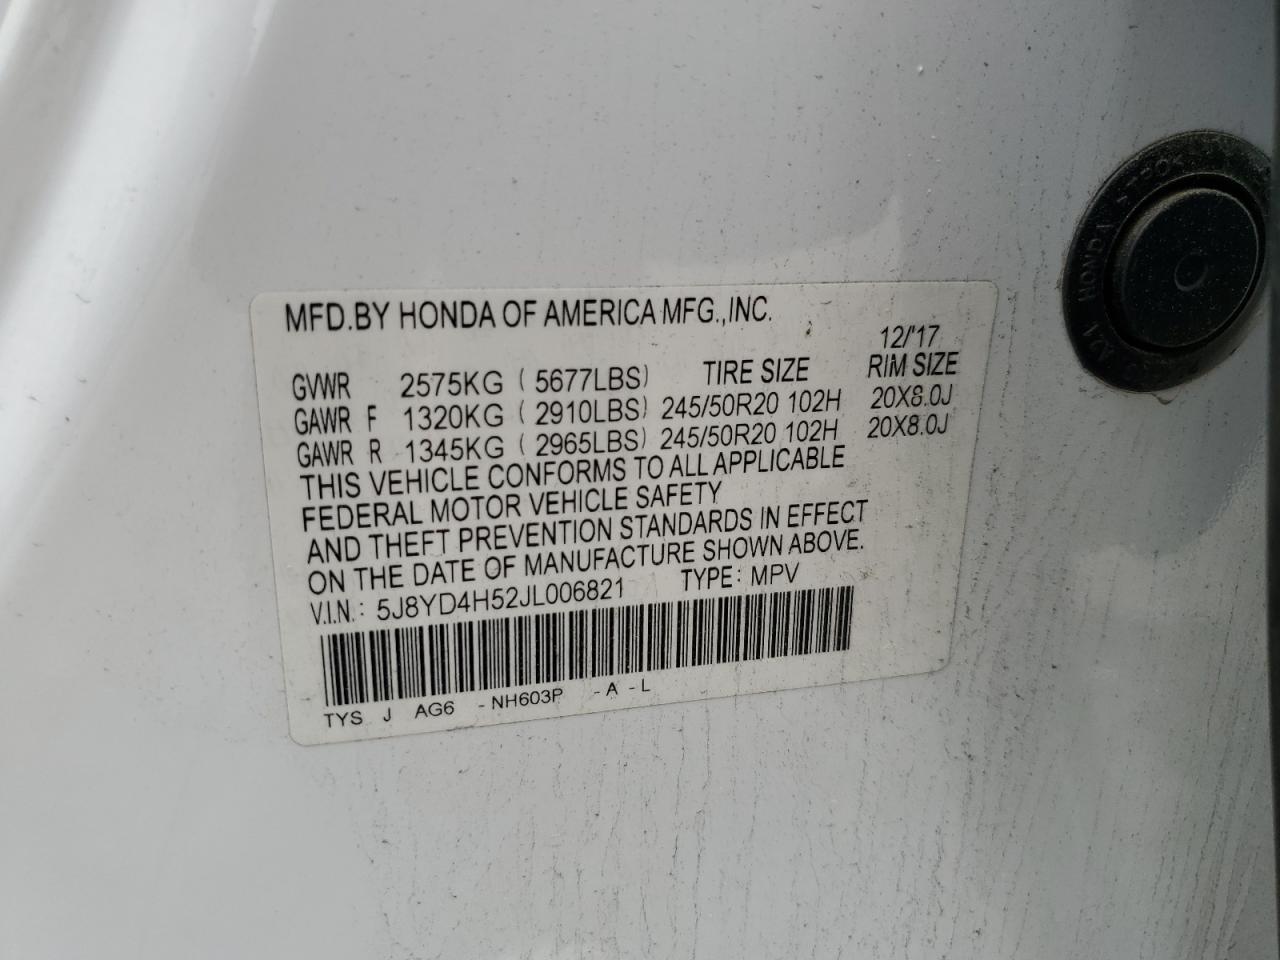 MFD.BY HONDA OF AMERICA MFG.,INC.
12/'17
GVWR 2575KG ( 5677LBS) TIRE SIZE RIM SIZE
GAWR F 1320KG ( 2910LBS) 245/50R20 102H 20X8.0J
GAWR R 1345KG ( 2965LBS) 245/50R20 102H 20X8.0J
THIS VEHICLE CONFORMS TO ALL APPLICABLE
FEDERAL MOTOR VEHICLE SAFETY
AND THEFT PREVENTION STANDARDS IN EFFECT
ON THE DATE OF MANUFACTURE SHOWN ABOVE.
V.I.N.: 5J8YD4H52JL006821 TYPE: MPV
TYS J AG6 -NH603P -A -L
HONDA